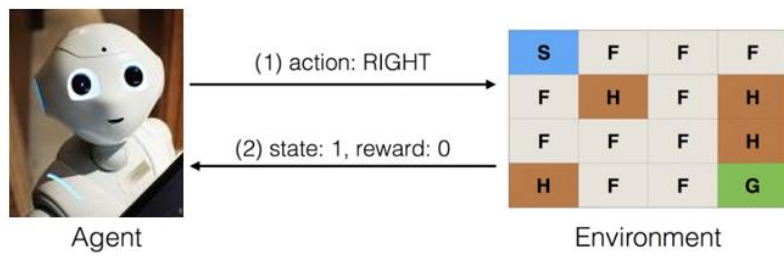 (1) action: RIGHT
(2) state: 1, reward: 0
S F F F
F H F H
F F F H
H F F G
Agent
Environment